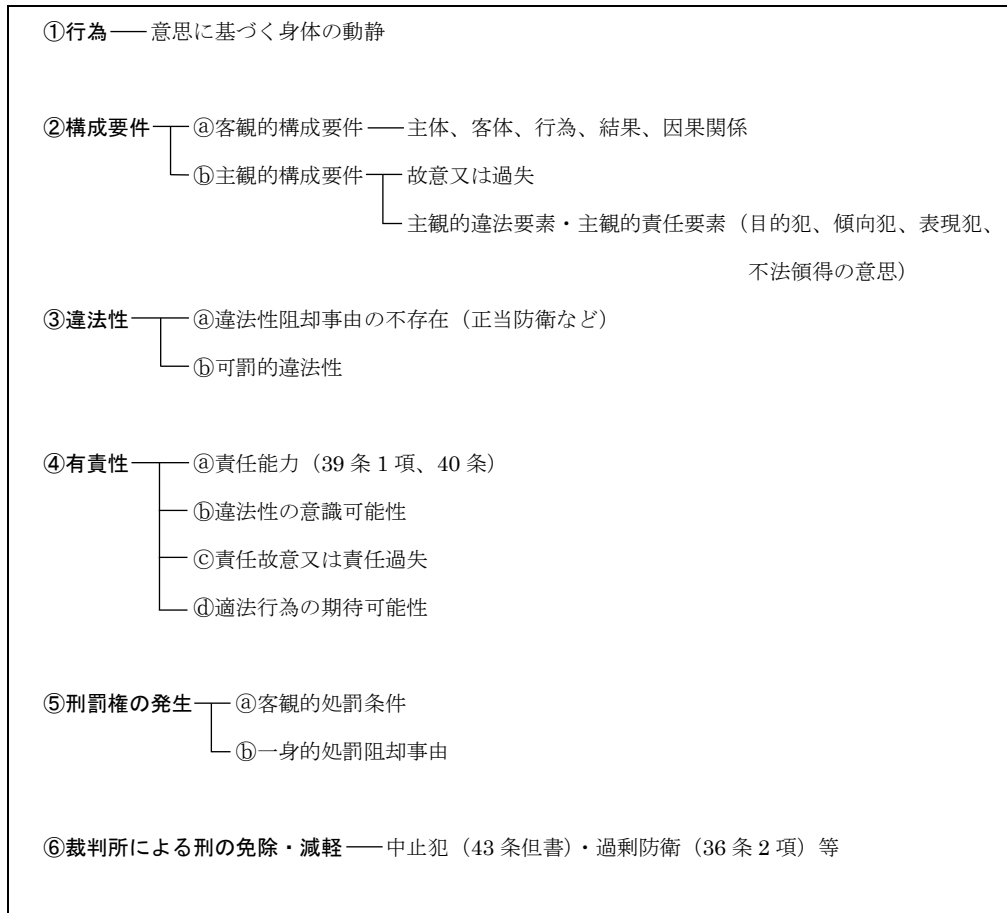 ①行為 意思に基づく身体の動静
②構成要件 ⓐ客観的構成要件 主体、客体、行為、結果、因果関係
ⓑ主観的構成要件 故意又は過失
主観的違法要素・主観的責任要素（目的犯、傾向犯、表現犯、
不法領得の意思）
③違法性 ⓐ違法性阻却事由の不存在（正当防衛など）
ⓑ可罰的違法性
④有責性 ⓐ責任能力（39 条 1 項、40 条）
ⓑ違法性の意識可能性
ⓒ責任故意又は責任過失
ⓓ適法行為の期待可能性
⑤刑罰権の発生 ⓐ客観的処罰条件
ⓑ一身的処罰阻却事由
⑥裁判所による刑の免除・減軽 中止犯（43 条但書）・過剰防衛（36 条 2 項）等